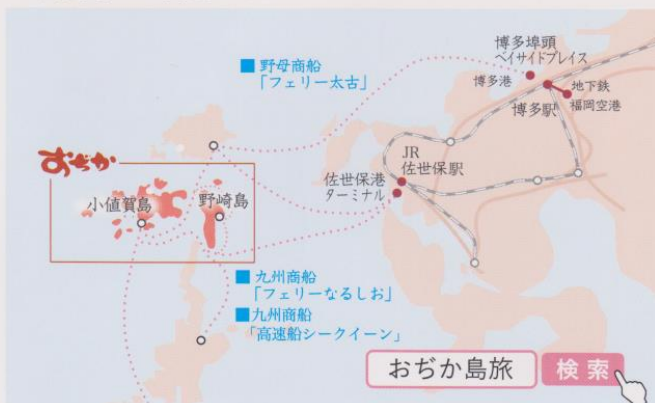 博多埠頭
ベイサイドプレイス
■ 野母商船
「フェリー太古」
博多港
地下鉄
福岡空港
博多駅
おぢか
JR
佐世保駅
佐世保港
ターミナル
小値賀島
野崎島
■ 九州商船
「フェリーなるしお」
■ 九州商船
「高速船シークイーン」
おぢか島旅
検索